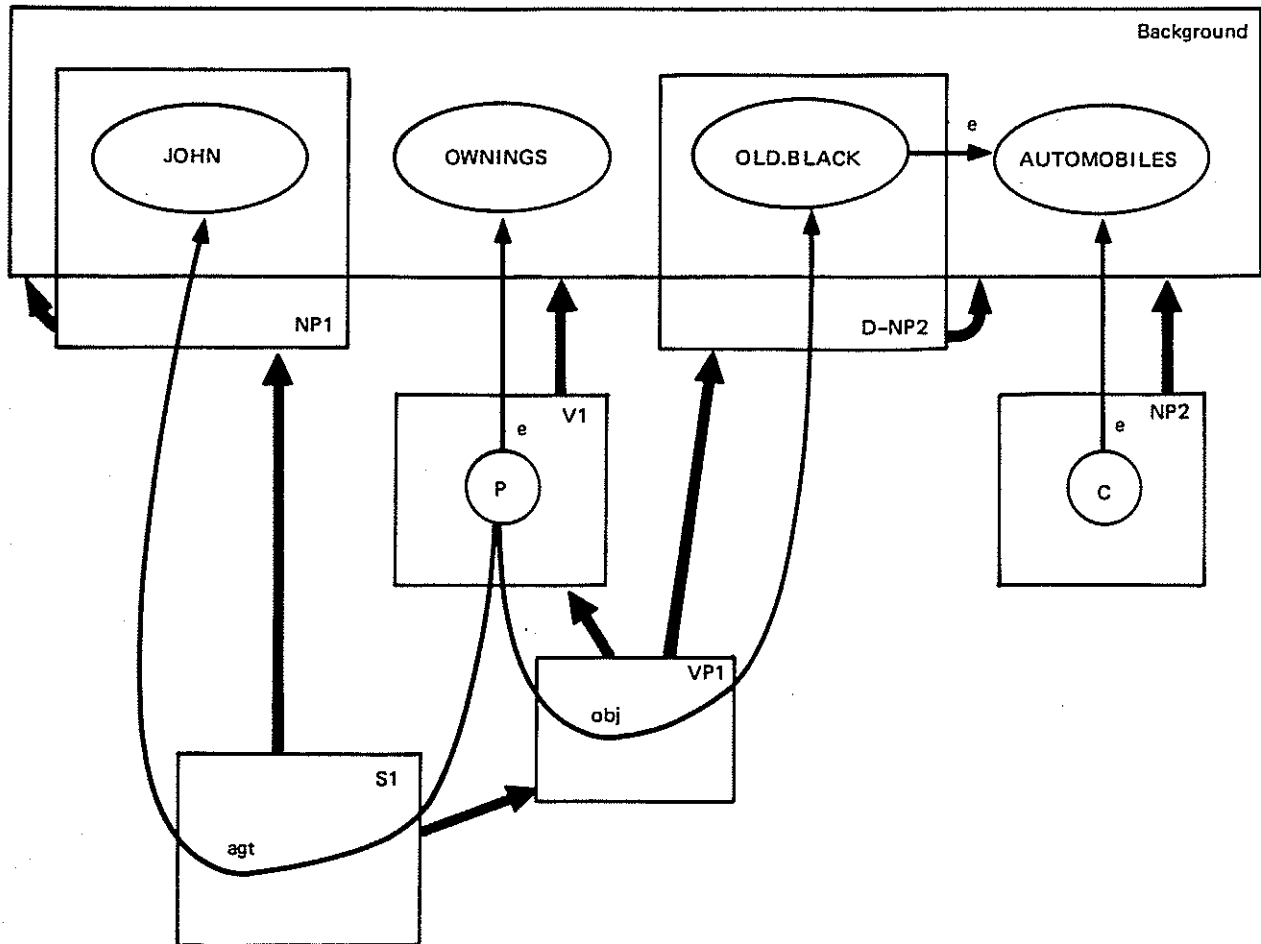 Background
JOHN
OWNINGS
OLD.BLACK
e
AUTOMOBILES
NP1
D-NP2
V1
e
P
NP2
e
C
VP1
obj
S1
agt